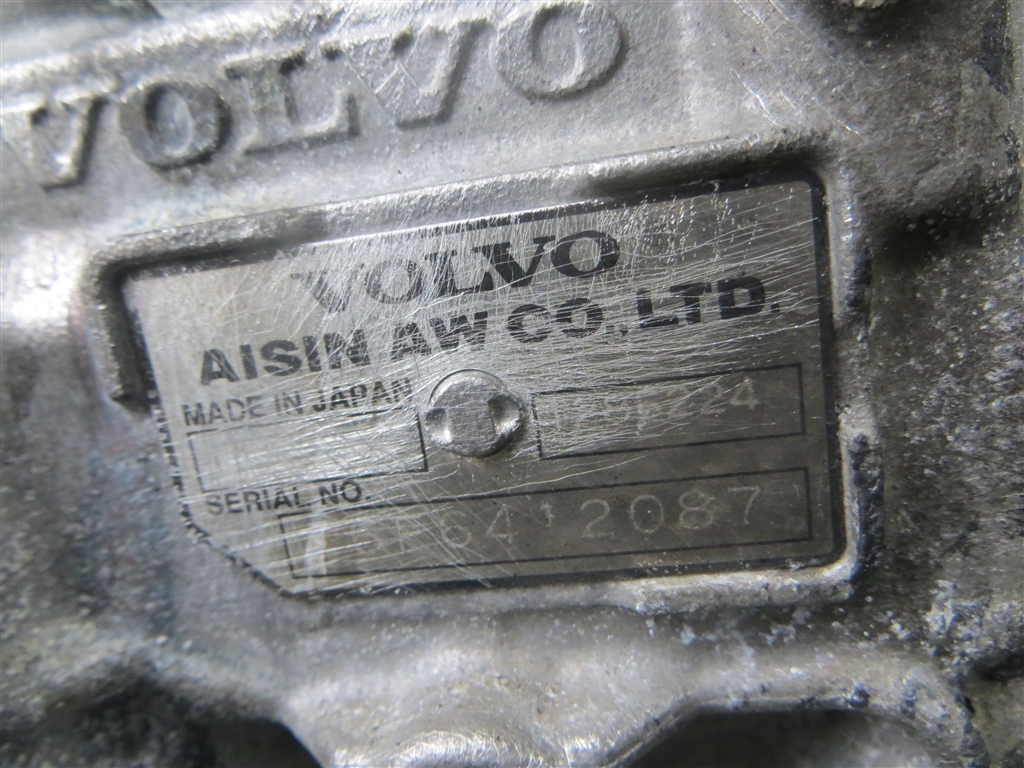 VOLVO
VOLVO
AISIN AW CO.,LTD.
MADE IN JAPAN
SERIAL NO.